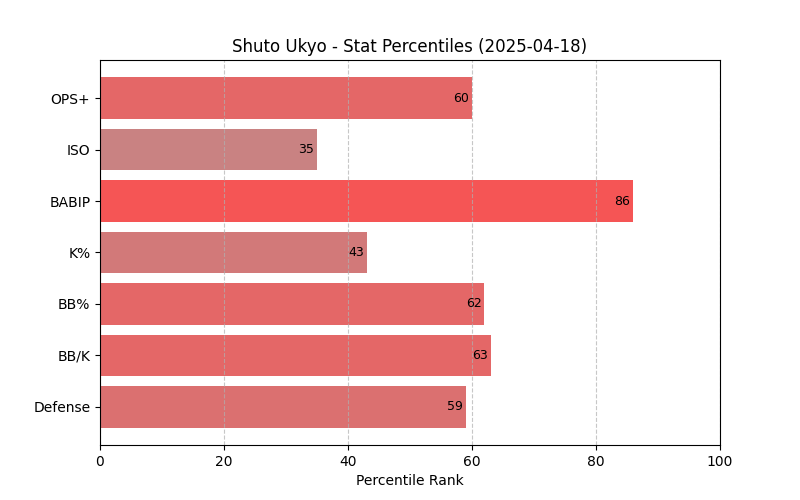 Shuto Ukyo - Stat Percentiles (2025-04-18)
OPS+ 60
ISO 35
BABIP 86
K% 43
BB% 62
BB/K 63
Defense 59
0 20 40 60 80 100
Percentile Rank